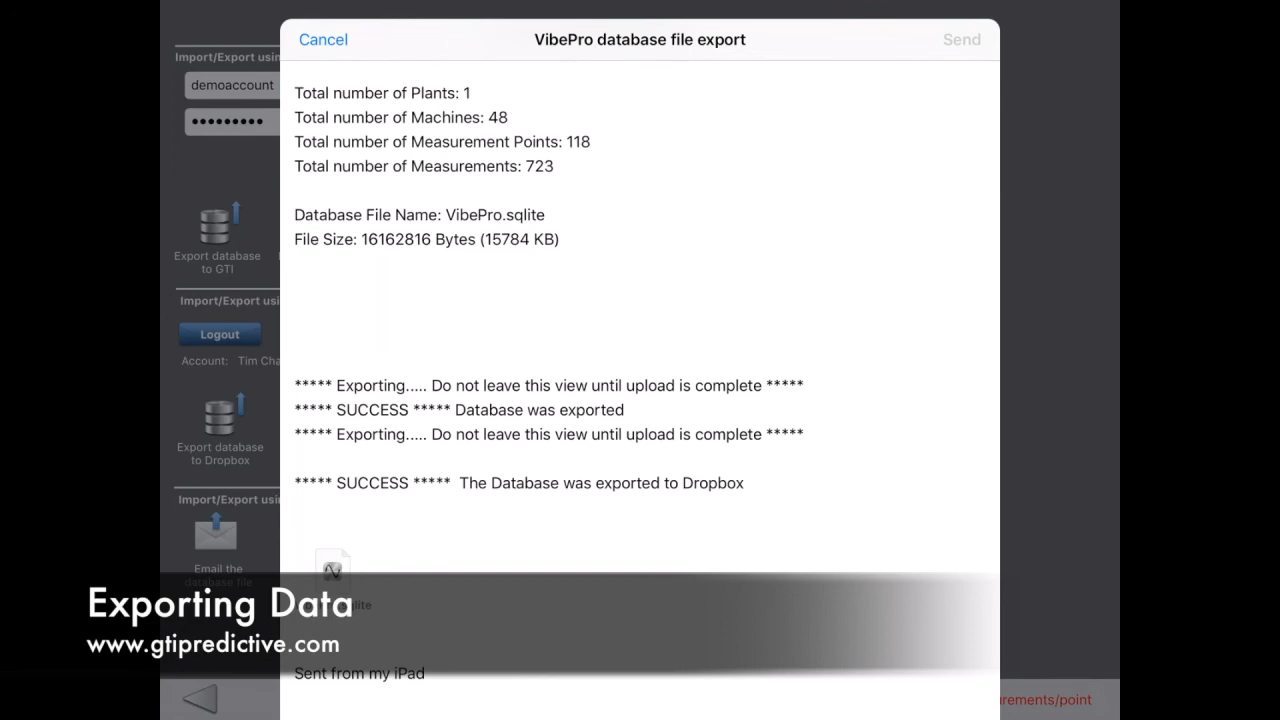 Cancel
VibePro database file export
Send
Import/Export usin
demoaccount
Total number of Plants: 1
Total number of Machines: 48
Total number of Measurement Points: 118
Total number of Measurements: 723
Database File Name: VibePro.sqlite
File Size: 16162816 Bytes (15784 KB)
Export database
to GTI
Import/Export usi
Logout
Account: Tim Cha
***** Exporting..... Do not leave this view until upload is complete *****
***** SUCCESS ***** Database was exported
***** Exporting..... Do not leave this view until upload is complete *****
***** SUCCESS ***** The Database was exported to Dropbox
Export database
to Dropbox
Import/Export usin
Email the
database file
Exporting Data
www.gtipredictive.com
Sent from my iPad
rements/point